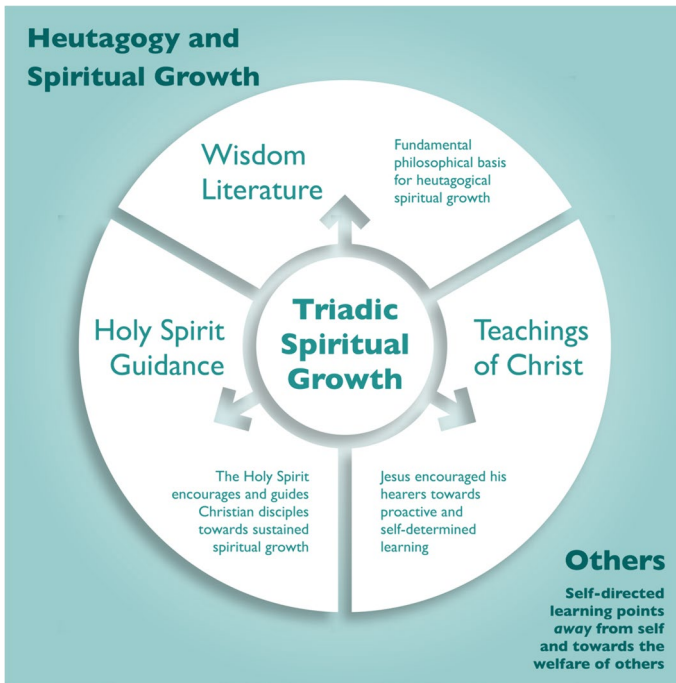 Heutagogy and
Spiritual Growth
Wisdom
Literature
Fundamental
philosophical basis
for heutagogical
spiritual growth
Triadic
Spiritual
Growth
Holy Spirit
Guidance
The Holy Spirit
encourages and guides
Christian disciples
towards sustained
spiritual growth
Teachings
of Christ
Jesus encouraged his
hearers towards
proactive and
self-determined
learning
Others
Self-directed
learning points
away from self
and towards the
welfare of others